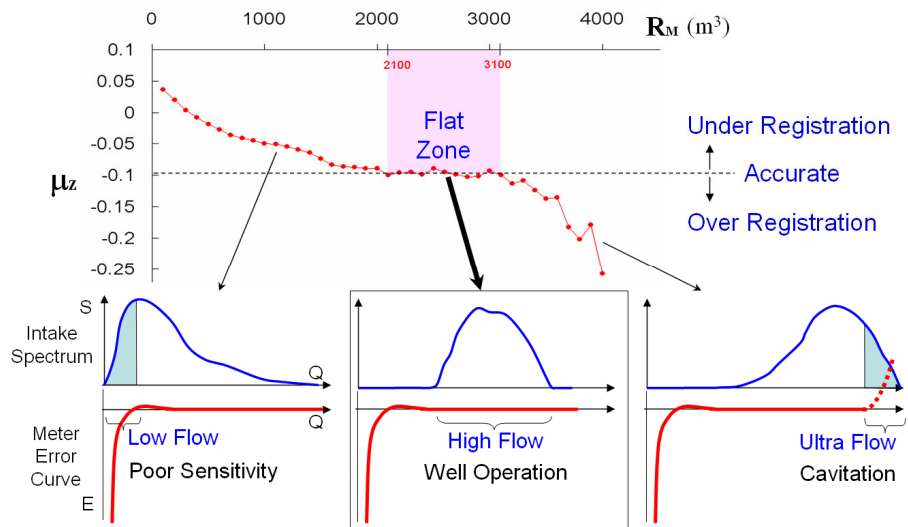 0 1000 2000 3000 4000 R_M (m³)
0.1
2100 3100
0.05
0
-0.05
-0.1
-0.15
-0.2
-0.25
μ_Z
Flat
Zone
Under Registration
Accurate
Over Registration
S
Intake
Spectrum
Q
Q
Meter
Error
Curve
E
Low Flow
Poor Sensitivity
High Flow
Well Operation
Ultra Flow
Cavitation